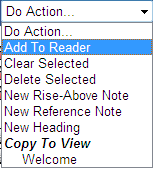 Do Action...
Do Action...
Add To Reader
Clear Selected
Delete Selected
New Rise-Above Note
New Reference Note
New Heading
Copy To View
Welcome